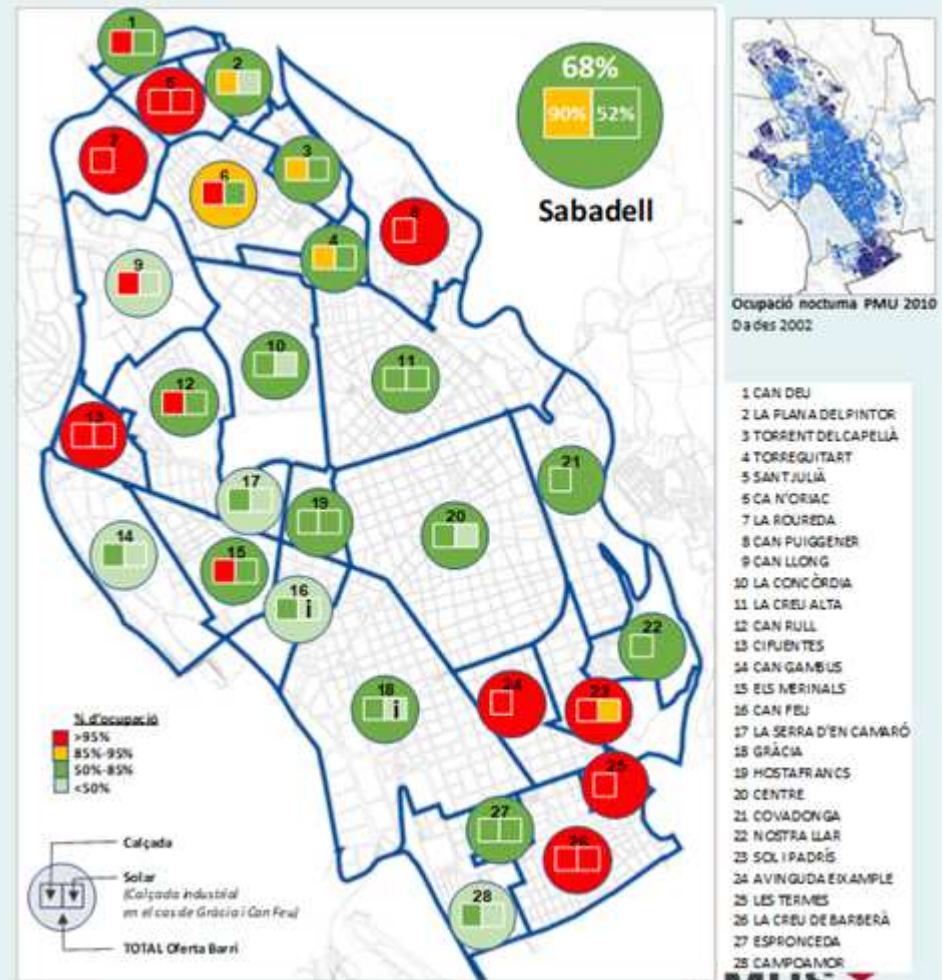 1
2
5
7
3
6
8
4
9
10
11
12
13
21
17
19
20
14
15
16
i
22
18
i
24
23
25
27
26
28
68%
90% 52%
Sabadell
Ocupació nocturna PMU 2010
Dades 2002
1 CAN DEU
2 LA PLANA DEL PINTOR
3 TORRENT DEL CAPELLÀ
4 TORREGUITART
5 SANT JULIÀ
6 CA N'ORIAC
7 LA ROUREDA
8 CAN PUIGGENER
9 CAN LLONG
10 LA CONCÒRDIA
11 LA CREU ALTA
12 CAN RULL
13 CIFUENTES
14 CAN GAMBUS
15 ELS MERINALS
16 CAN FEU
17 LA SERRA D'EN CAMARÓ
18 GRÀCIA
19 HOSTAFRANCS
20 CENTRE
21 COVADONGA
22 NOSTRA LLAR
23 SOL I PADRÍS
24 AVINGUDA EIXAMPLE
25 LES TERMES
26 LA CREU DE BARBERÀ
27 ESPRONCEDA
28 CAMPOAMOR
% d'ocupació
>95%
85%-95%
50%-85%
<50%
Calçada
Solar
(Calçada industrial
en el cas de Gràcia i Can Feu)
TOTAL Oferta Barri